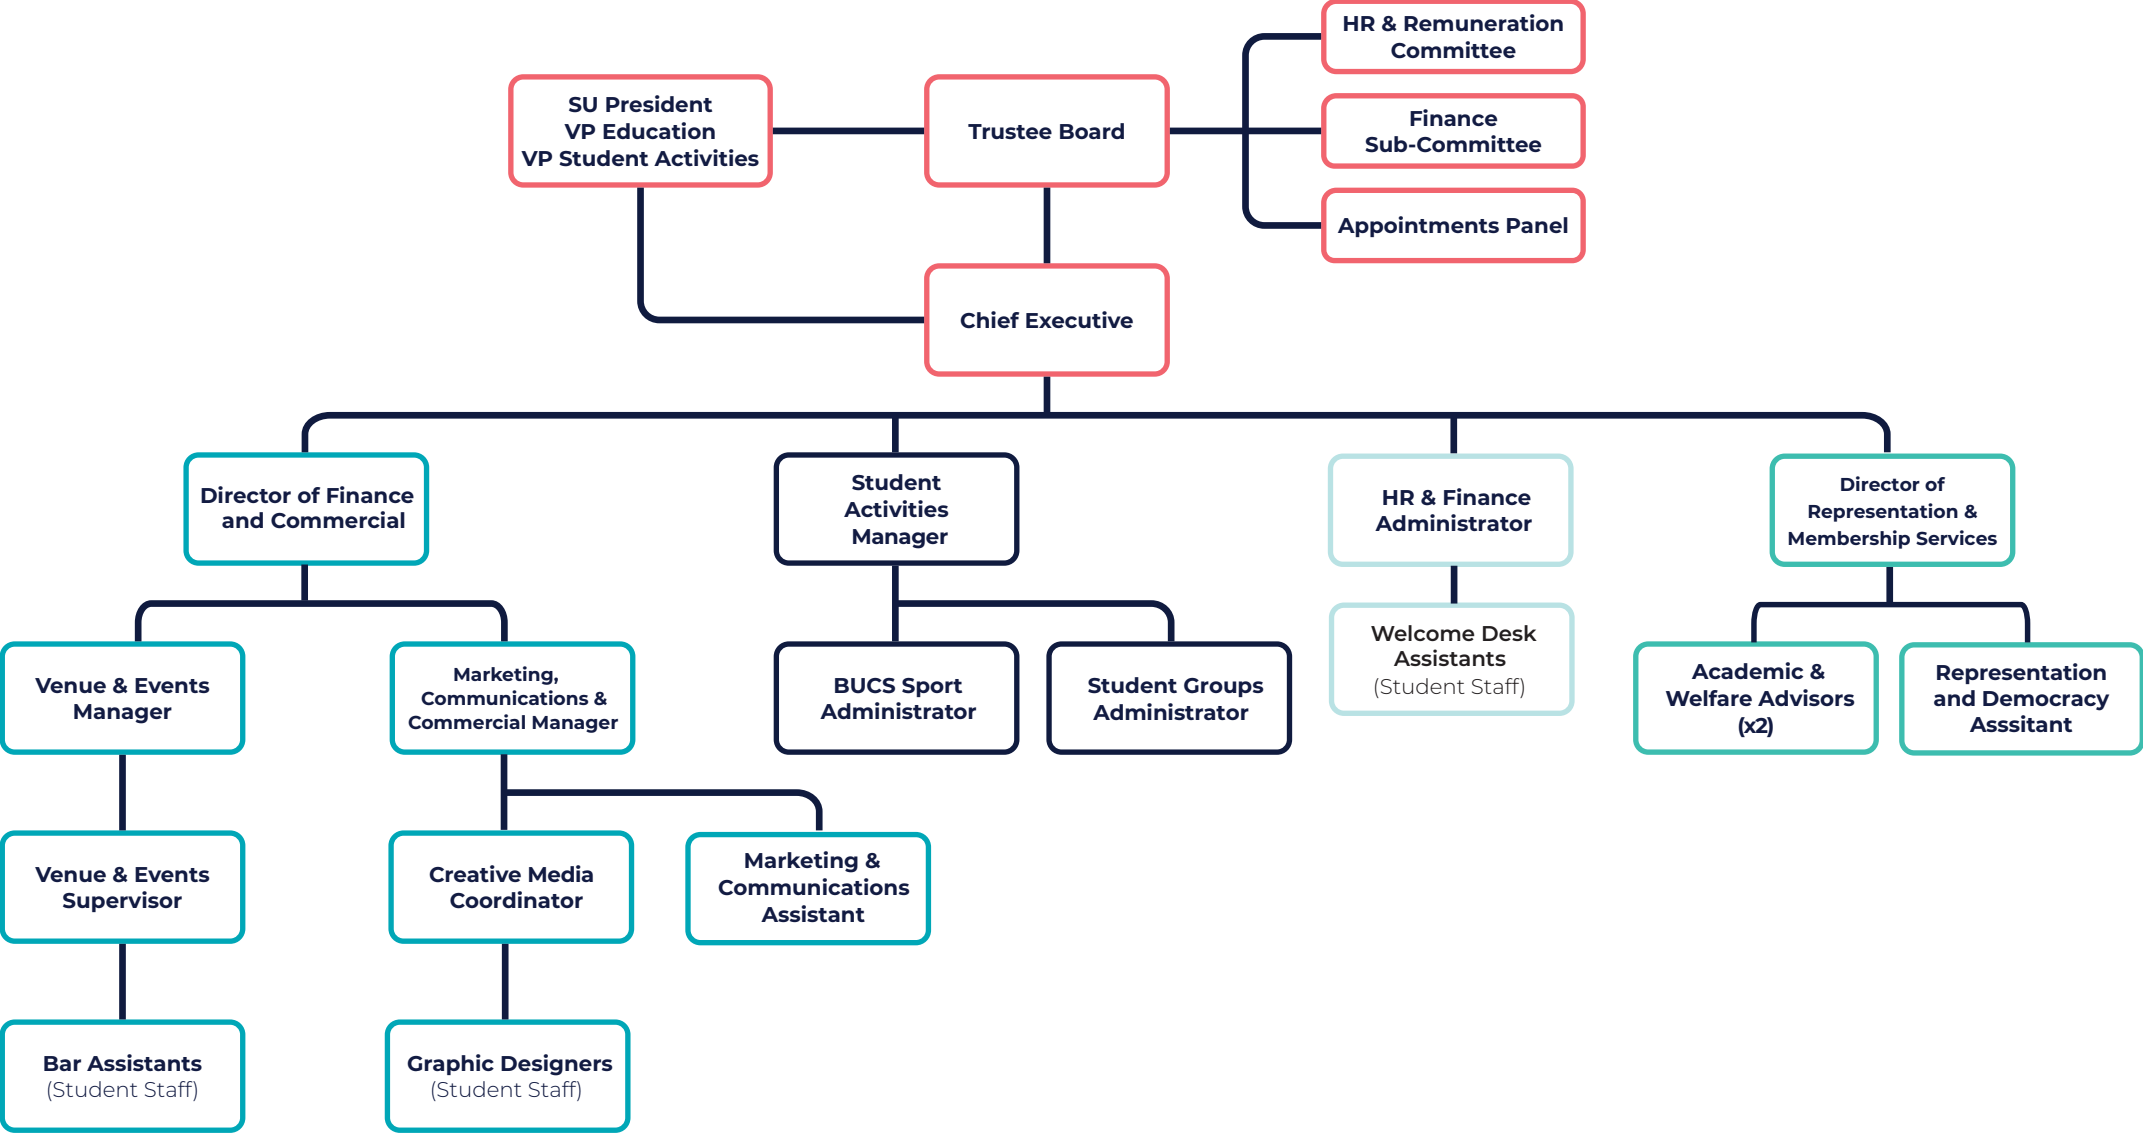 HR & Remuneration
Committee
SU President
VP Education
VP Student Activities
Trustee Board
Finance
Sub-Committee
Appointments Panel
Chief Executive
Director of Finance
and Commercial
Student
Activities
Manager
HR & Finance
Administrator
Director of
Representation &
Membership Services
Venue & Events
Manager
Marketing,
Communications &
Commercial Manager
BUCS Sport
Administrator
Student Groups
Administrator
Welcome Desk
Assistants
(Student Staff)
Academic &
Welfare Advisors
(x2)
Representation
and Democracy
Asssitant
Venue & Events
Supervisor
Creative Media
Coordinator
Marketing &
Communications
Assistant
Bar Assistants
(Student Staff)
Graphic Designers
(Student Staff)